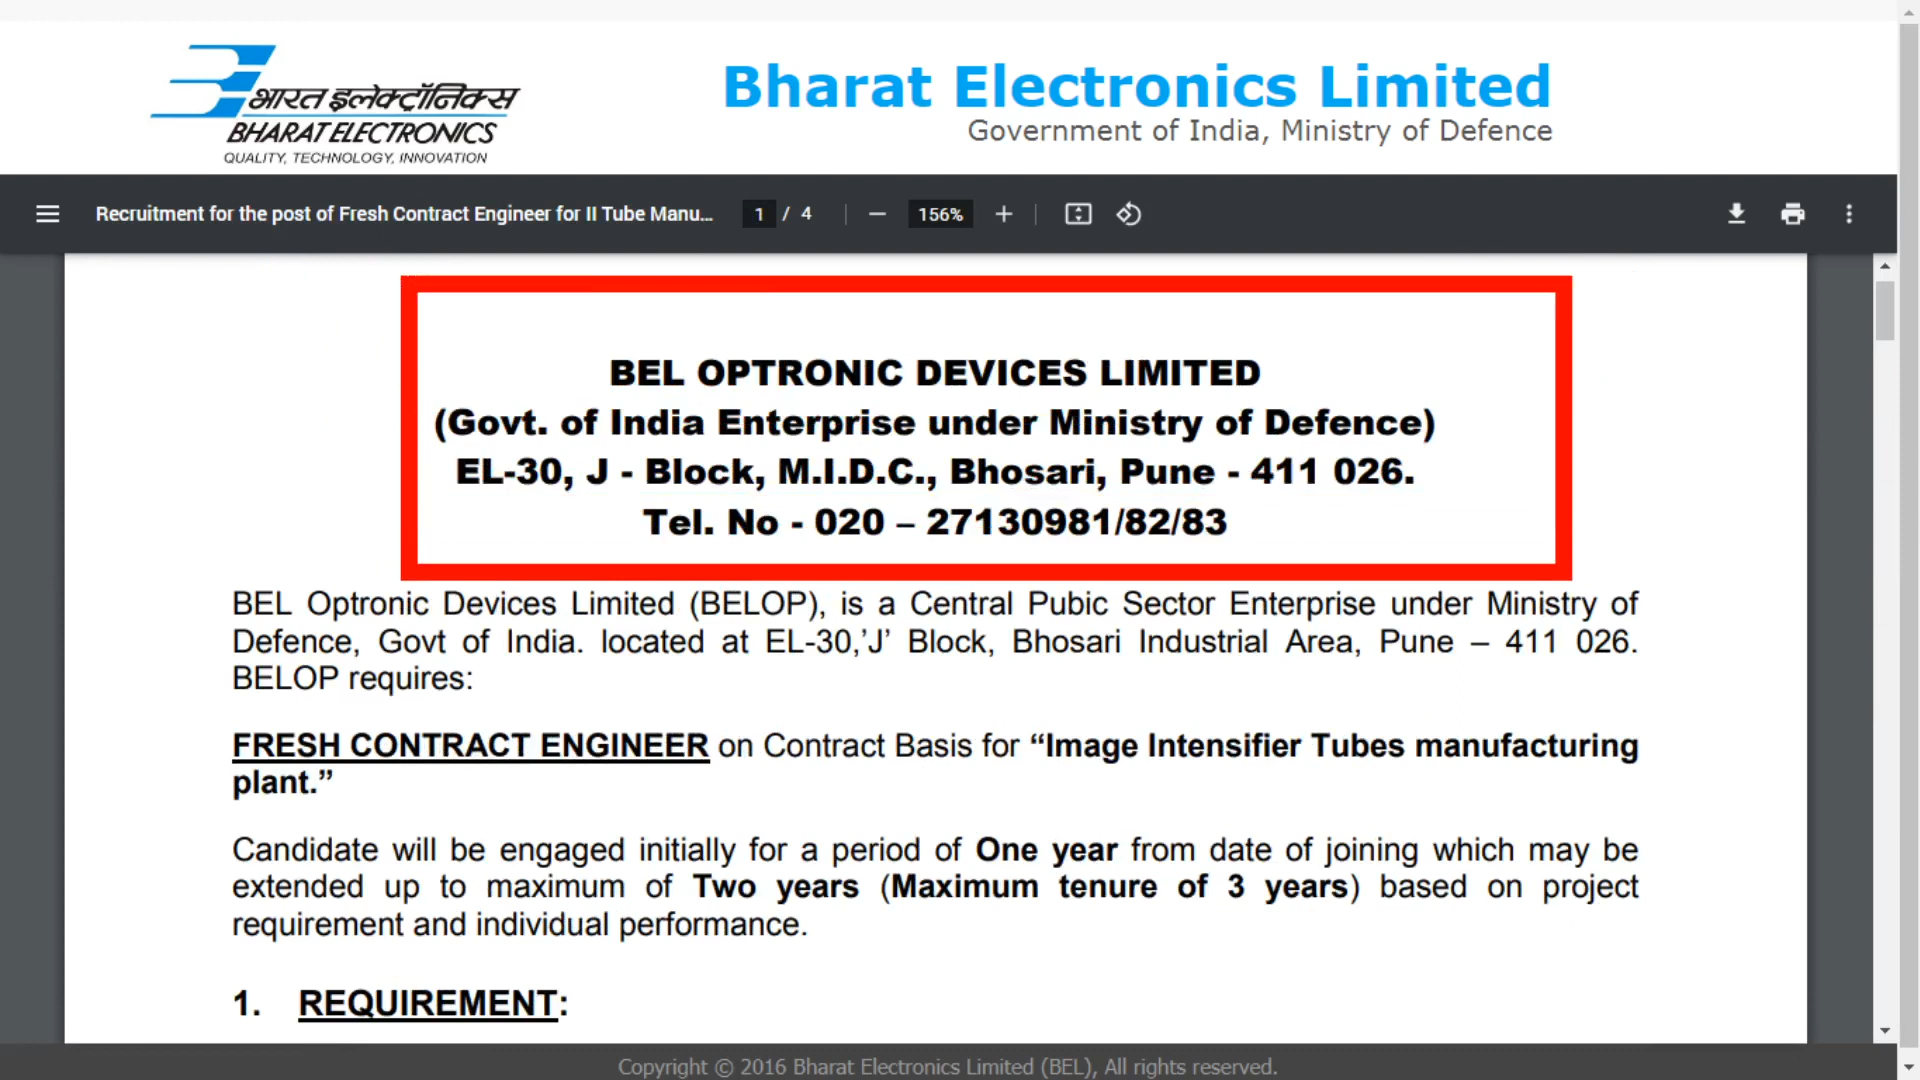 भारत इलेक्ट्रॉनिक्स
BHARAT ELECTRONICS
QUALITY, TECHNOLOGY, INNOVATION
Bharat Electronics Limited
Government of India, Ministry of Defence
Recruitment for the post of Fresh Contract Engineer for II Tube Manu... 1 / 4 156%
BEL OPTRONIC DEVICES LIMITED
(Govt. of India Enterprise under Ministry of Defence)
EL-30, J - Block, M.I.D.C., Bhosari, Pune - 411 026.
Tel. No - 020 – 27130981/82/83
BEL Optronic Devices Limited (BELOP), is a Central Pubic Sector Enterprise under Ministry of
Defence, Govt of India. located at EL-30,’J’ Block, Bhosari Industrial Area, Pune – 411 026.
BELOP requires:
FRESH CONTRACT ENGINEER on Contract Basis for “Image Intensifier Tubes manufacturing
plant.”
Candidate will be engaged initially for a period of One year from date of joining which may be
extended up to maximum of Two years (Maximum tenure of 3 years) based on project
requirement and individual performance.
1. REQUIREMENT:
Copyright © 2016 Bharat Electronics Limited (BEL), All rights reserved.